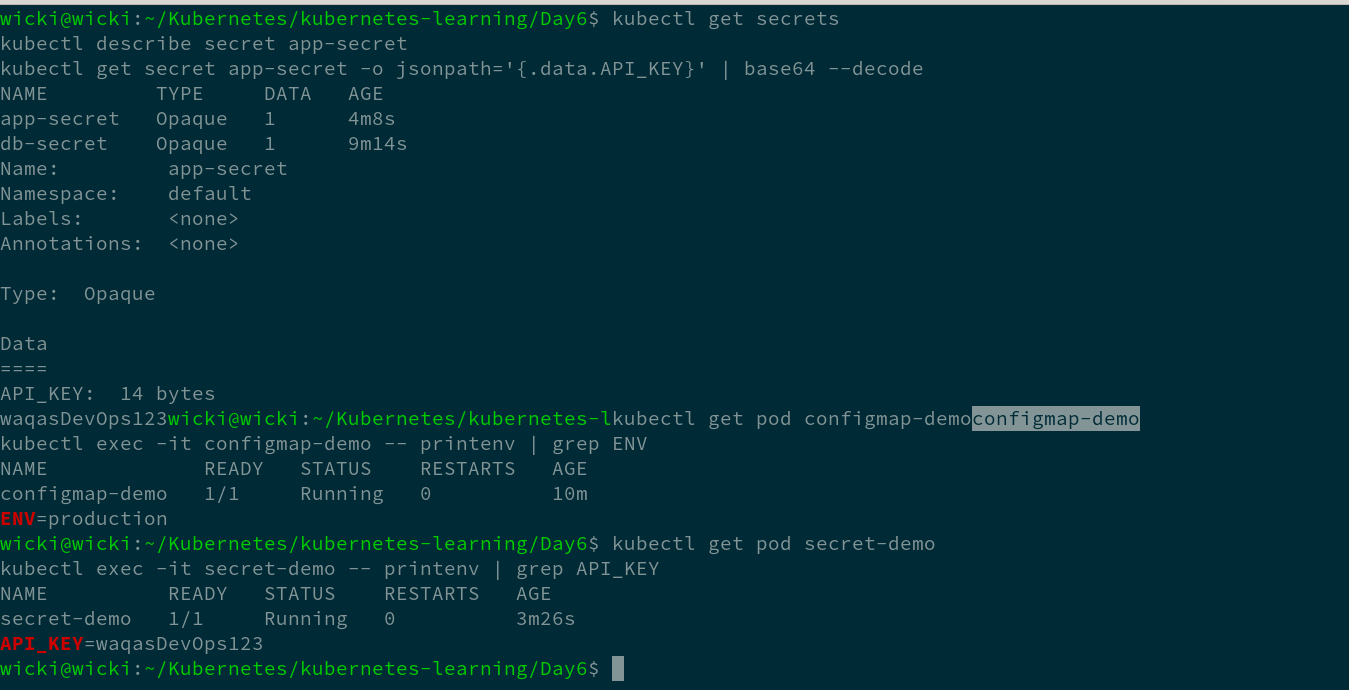 wicki@wicki:~/Kubernetes/kubernetes-learning/Day6$ kubectl get secrets
kubectl describe secret app-secret
kubectl get secret app-secret -o jsonpath='{.data.API_KEY}' | base64 --decode
NAME         TYPE     DATA   AGE
app-secret   Opaque   1      4m8s
db-secret    Opaque   1      9m14s
Name:         app-secret
Namespace:    default
Labels:       <none>
Annotations:  <none>
Type:  Opaque
Data
====
API_KEY:  14 bytes
waqasDevOps123wicki@wicki:~/Kubernetes/kubernetes-lkubectl get pod configmap-democonfigmap-demo
kubectl exec -it configmap-demo -- printenv | grep ENV
NAME            READY   STATUS    RESTARTS   AGE
configmap-demo   1/1     Running   0          10m
ENV=production
wicki@wicki:~/Kubernetes/kubernetes-learning/Day6$ kubectl get pod secret-demo
kubectl exec -it secret-demo -- printenv | grep API_KEY
NAME          READY   STATUS    RESTARTS   AGE
secret-demo   1/1     Running   0          3m26s
API_KEY=waqasDevOps123
wicki@wicki:~/Kubernetes/kubernetes-learning/Day6$